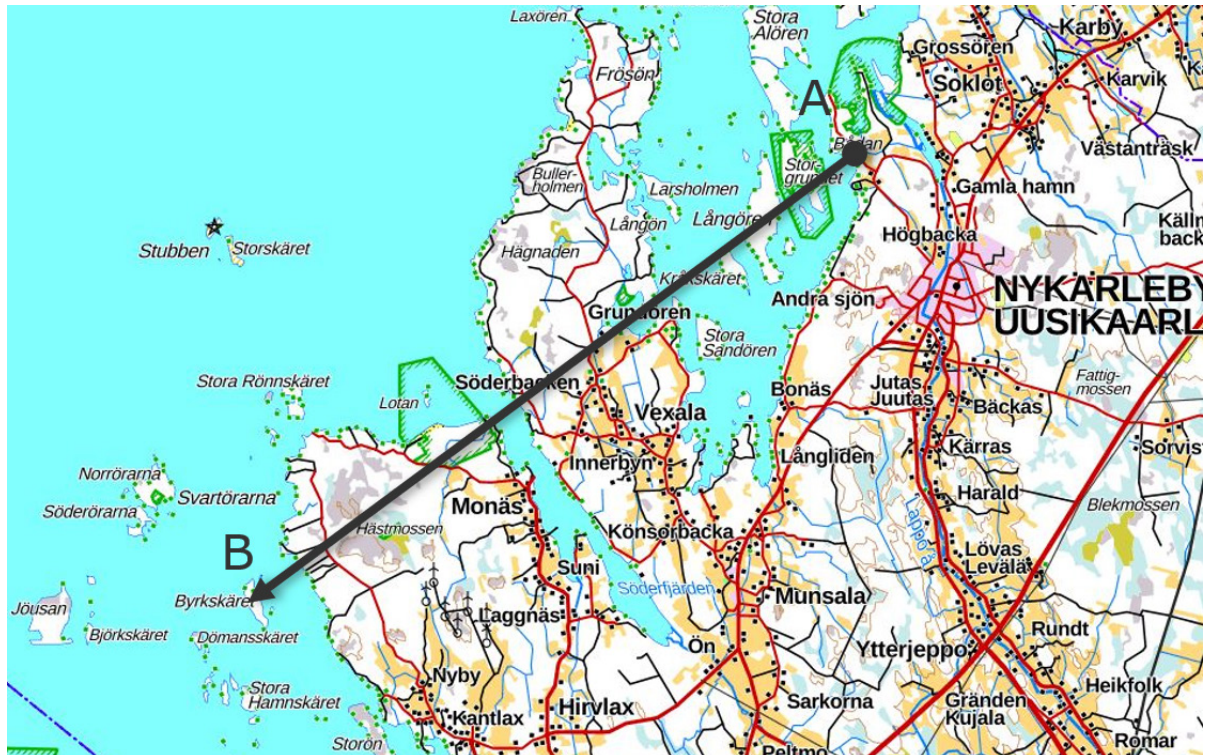 Laxören
Stora
Alören
Karby
Grossören
Frösön
Karvik
Soklot
A
Bådan
Västanträsk
Buller-
holmen
Stor-
grundet
Larsholmen
Gamla hamn
Långön
Långören
Stubben
Storskäret
Högbacka
Hägnaden
Kråkskäret
Andra sjön
NYKARLEBY
UUSIKAARL
Grundören
Stora
Sandören
Stora Rönnskäret
Söderbacken
Lotan
Bonäs
Jutas
Juutas
Fattig-
mossen
Bäckas
Vexala
Kärras
Sorvist
Långliden
Innerbyn
Norrörarna
Svartörarna
Söderörarna
Monäs
Harald
Blekmossen
Hästmossen
Könsorbacka
Lappo å
B
Lövas
Levälä
Suni
Söderfjärden
Munsala
Jöusan
Byrkskäret
Björkskäret
Dömansskäret
Laggnäs
Rundt
Ön
Ytterjeppo
Nyby
Stora
Hamnskäret
Heikfolk
Sarkorna
Gränden
Kujala
Kantlax
Hirvlax
Storön
Romar
Peltmo